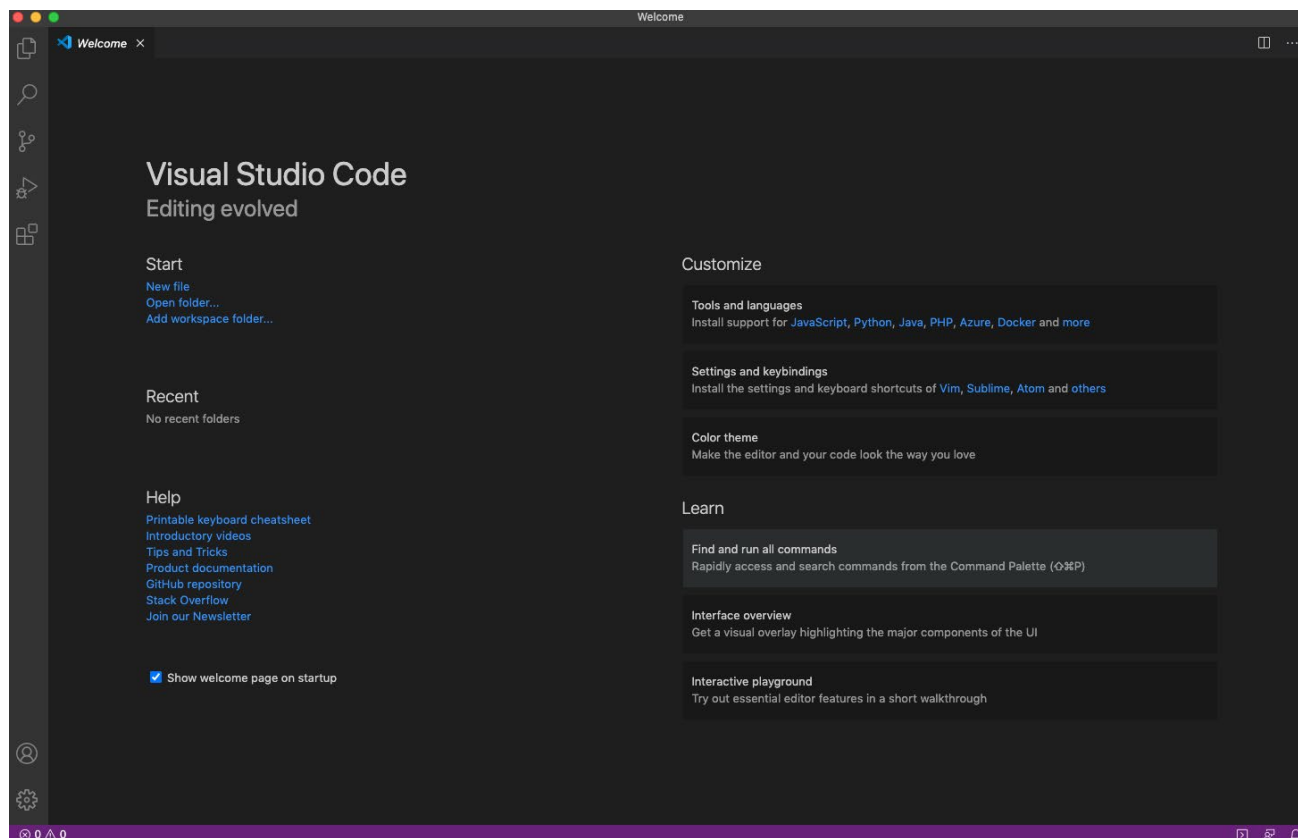 Welcome
Welcome
Visual Studio Code
Editing evolved
Start
New file
Open folder...
Add workspace folder...
Recent
No recent folders
Help
Printable keyboard cheatsheet
Introductory videos
Tips and Tricks
Product documentation
GitHub repository
Stack Overflow
Join our Newsletter
Show welcome page on startup
Customize
Tools and languages
Install support for JavaScript, Python, Java, PHP, Azure, Docker and more
Settings and keybindings
Install the settings and keyboard shortcuts of Vim, Sublime, Atom and others
Color theme
Make the editor and your code look the way you love
Learn
Find and run all commands
Rapidly access and search commands from the Command Palette (⇧⌘P)
Interface overview
Get a visual overlay highlighting the major components of the UI
Interactive playground
Try out essential editor features in a short walkthrough
0 0